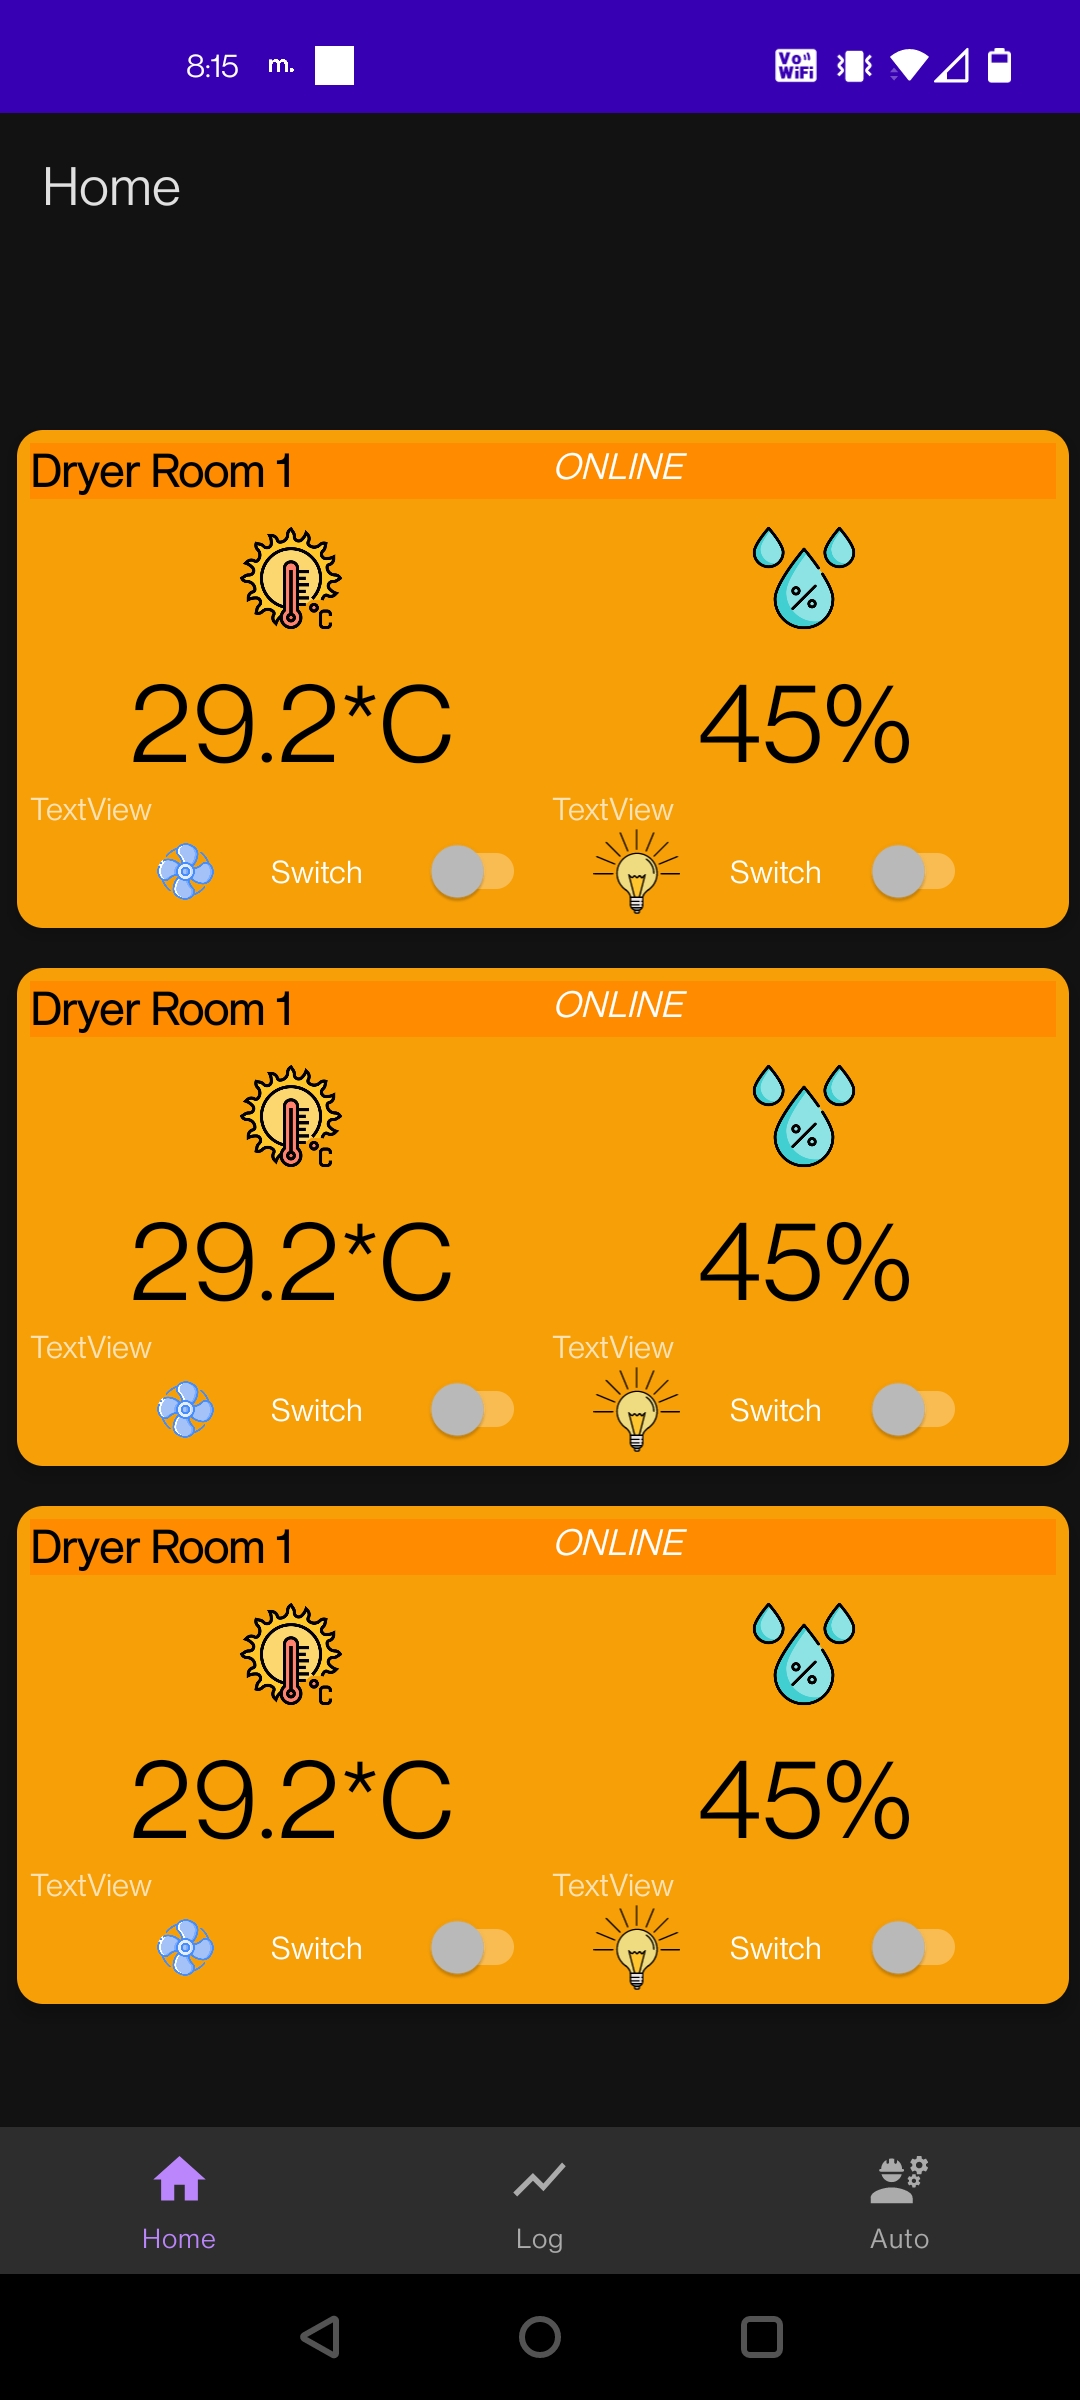 8:15 m. Vo)) WiFi
Home
Dryer Room 1 ONLINE
°C %
29.2*C 45%
TextView TextView
Switch Switch
Dryer Room 1 ONLINE
°C %
29.2*C 45%
TextView TextView
Switch Switch
Dryer Room 1 ONLINE
°C %
29.2*C 45%
TextView TextView
Switch Switch
Home Log Auto